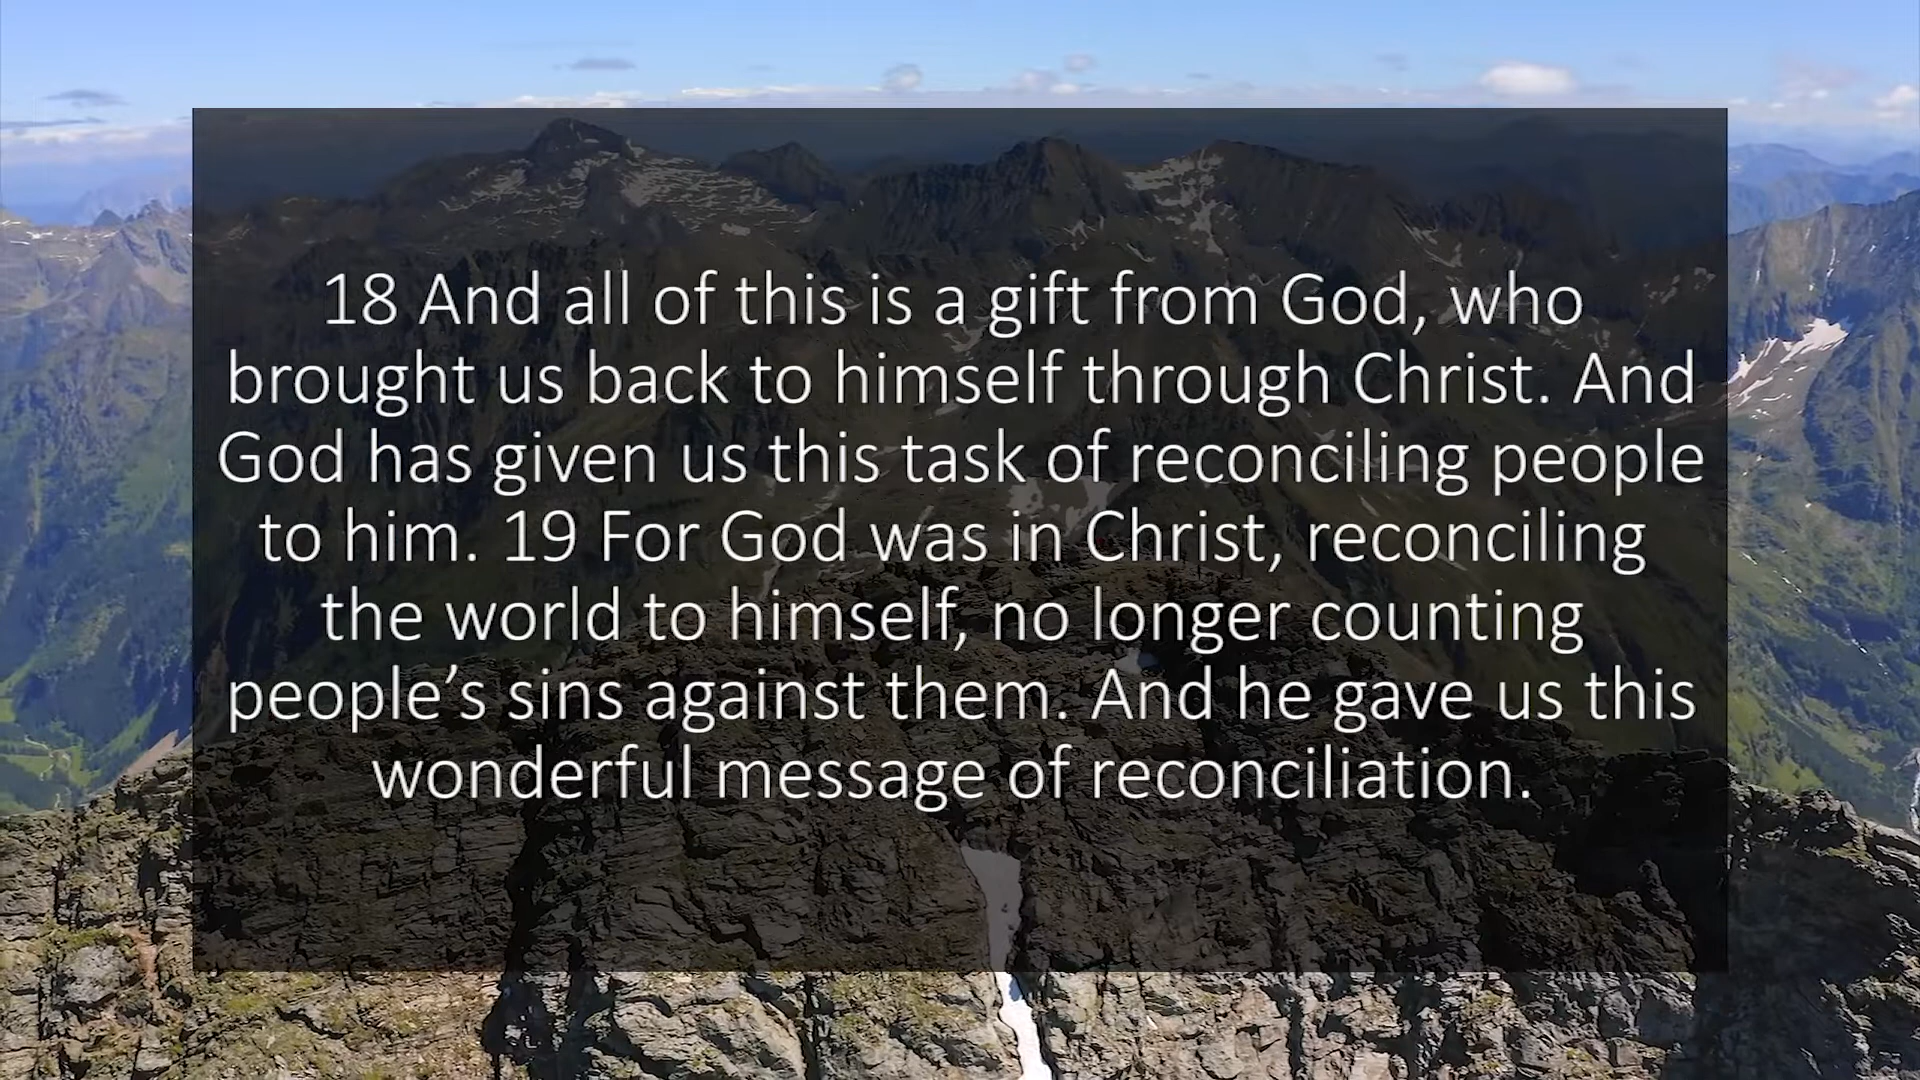 18 And all of this is a gift from God, who
brought us back to himself through Christ. And
God has given us this task of reconciling people
to him. 19 For God was in Christ, reconciling
the world to himself, no longer counting
people’s sins against them. And he gave us this
wonderful message of reconciliation.